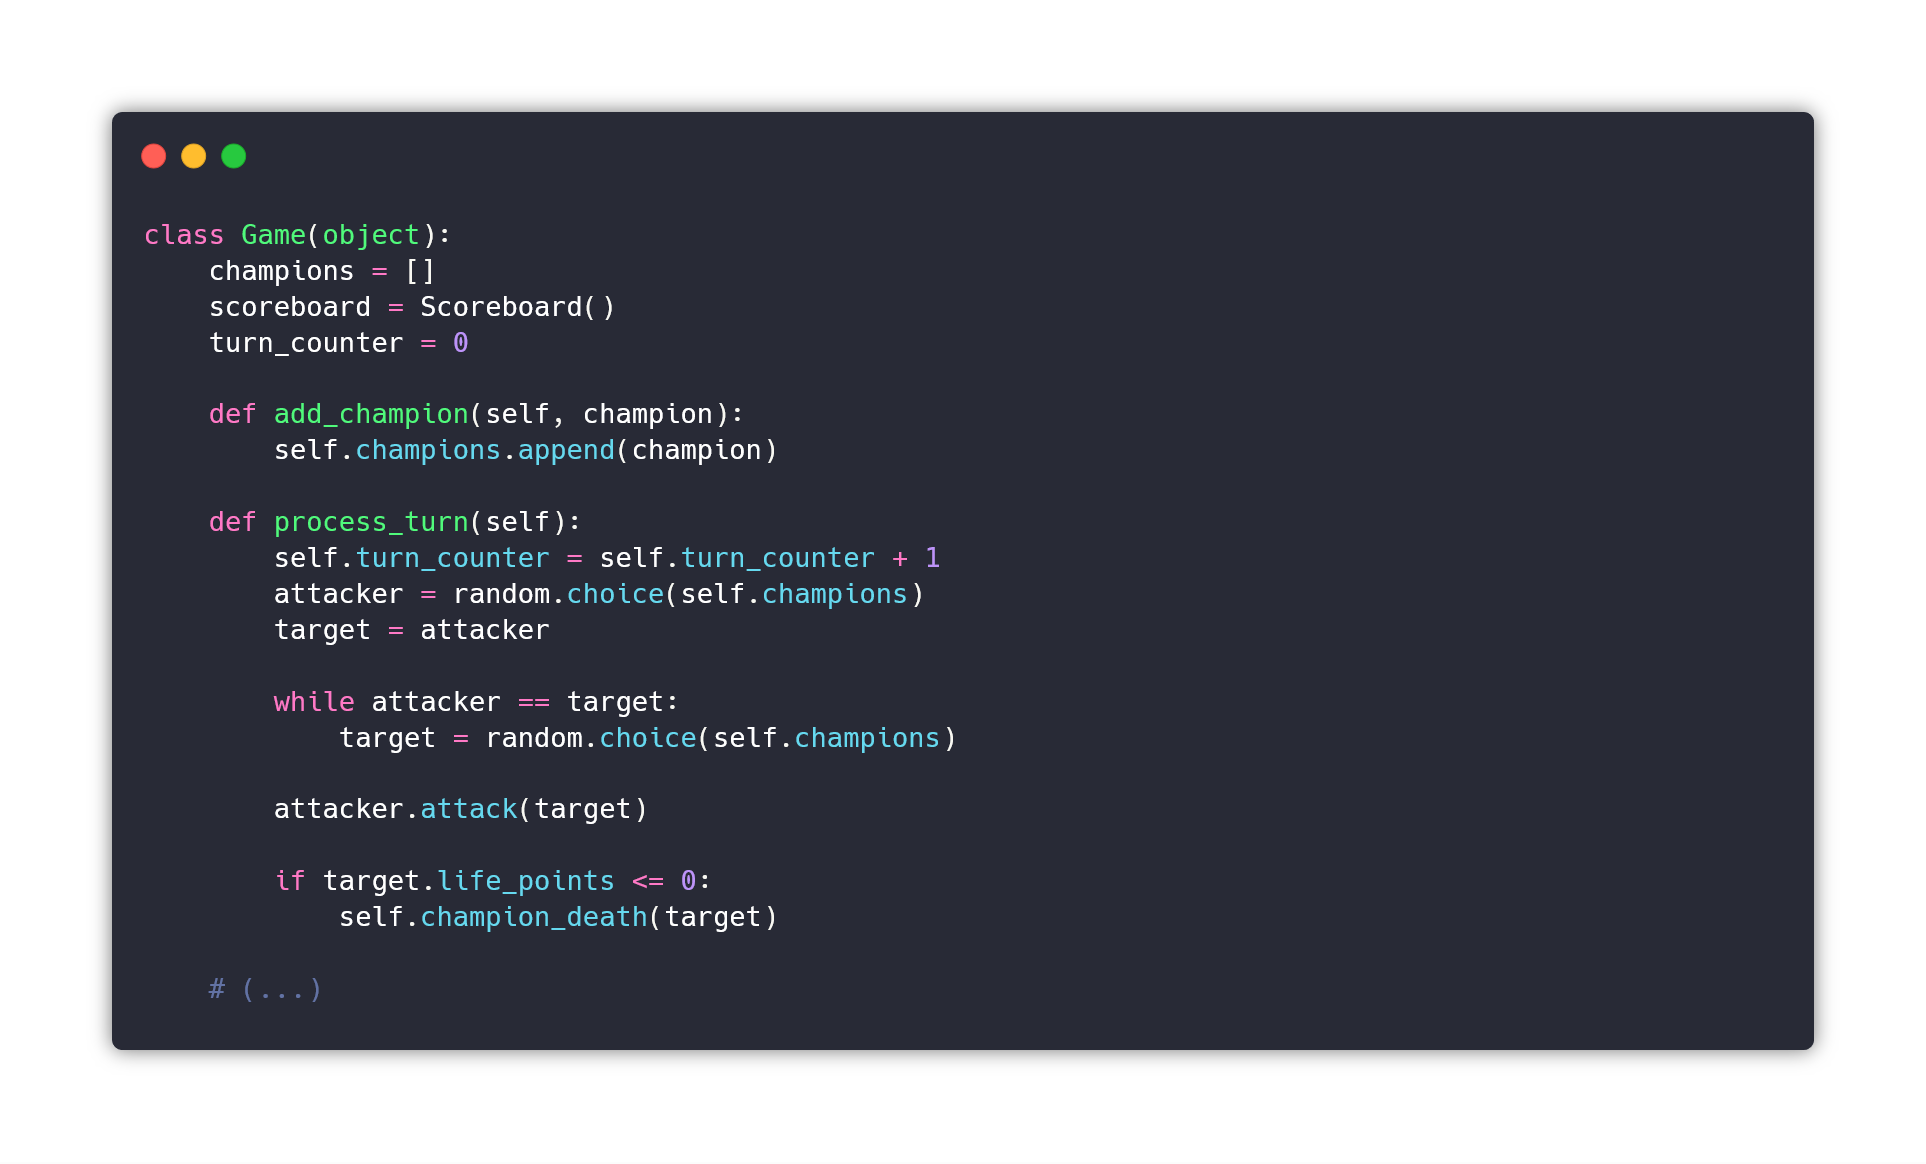 class Game(object):
    champions = []
    scoreboard = Scoreboard()
    turn_counter = 0

    def add_champion(self, champion):
        self.champions.append(champion)

    def process_turn(self):
        self.turn_counter = self.turn_counter + 1
        attacker = random.choice(self.champions)
        target = attacker

        while attacker == target:
            target = random.choice(self.champions)

        attacker.attack(target)

        if target.life_points <= 0:
            self.champion_death(target)

    # (...)